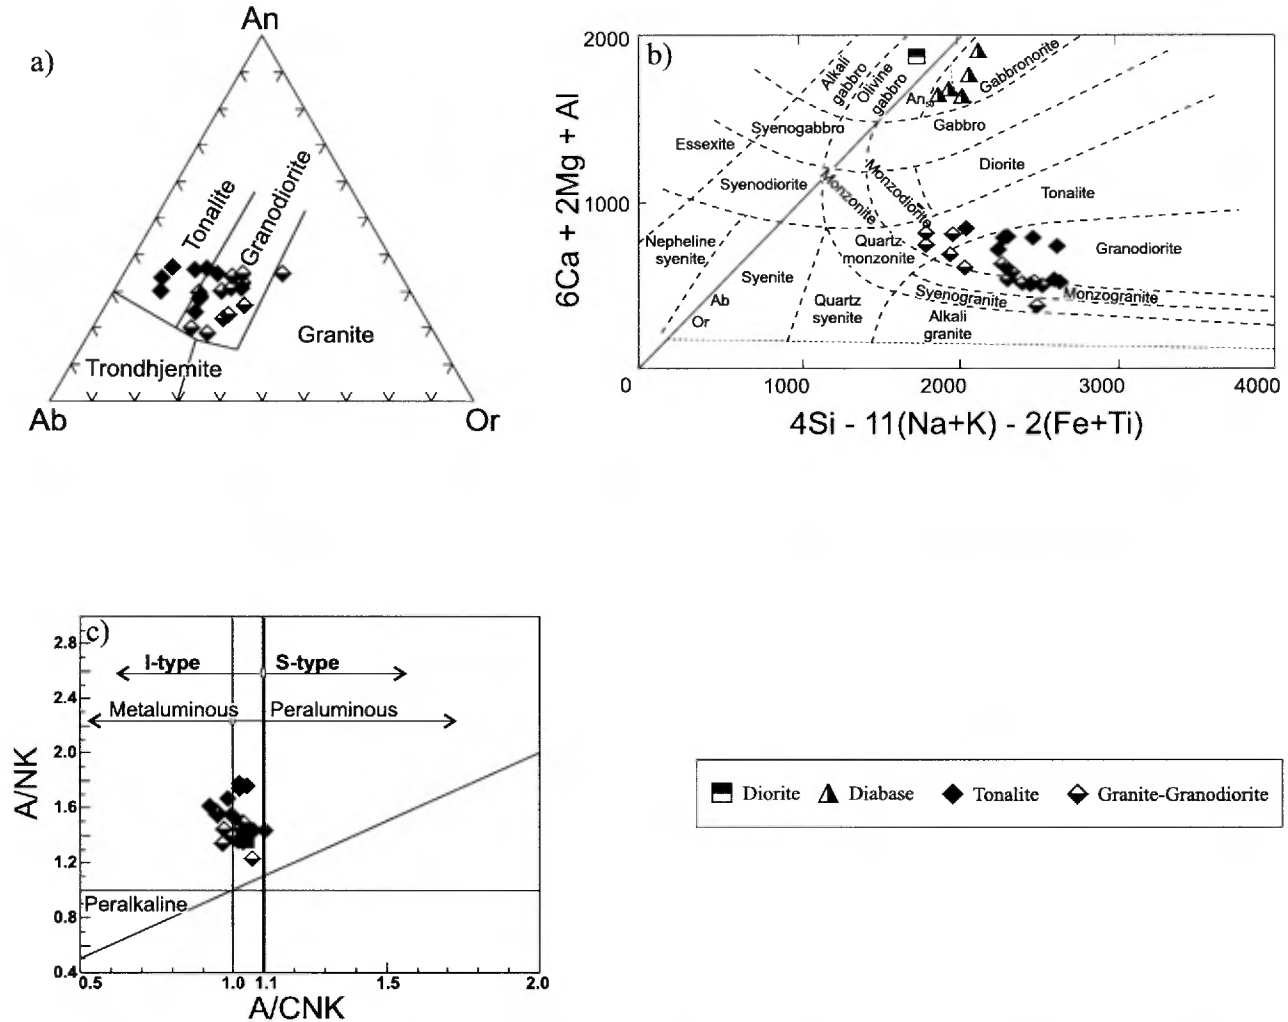 a)
An
Tonalite
Granodiorite
Granite
Trondhjemite
Ab
Or
b)
6Ca + 2Mg + Al
2000
1000
0
1000
2000
3000
4000
4Si - 11(Na+K) - 2(Fe+Ti)
Alkali
gabbro
Olivine
gabbro
An50
Gabbronorite
Gabbro
Syenogabbro
Essexite
Diorite
Syenodiorite
Monzonite
Monzodiorite
Tonalite
Nepheline
syenite
Quartz
monzonite
Granodiorite
Syenite
Syenogranite
Monzogranite
Ab
Or
Quartz
syenite
Alkali
granite
c)
A/NK
2.8
2.4
2.0
1.6
1.2
0.8
0.4
I-type
S-type
Metaluminous
Peraluminous
Peralkaline
0.5
1.0
1.1
2.0
A/CNK
Diorite
Diabase
Tonalite
Granite-Granodiorite